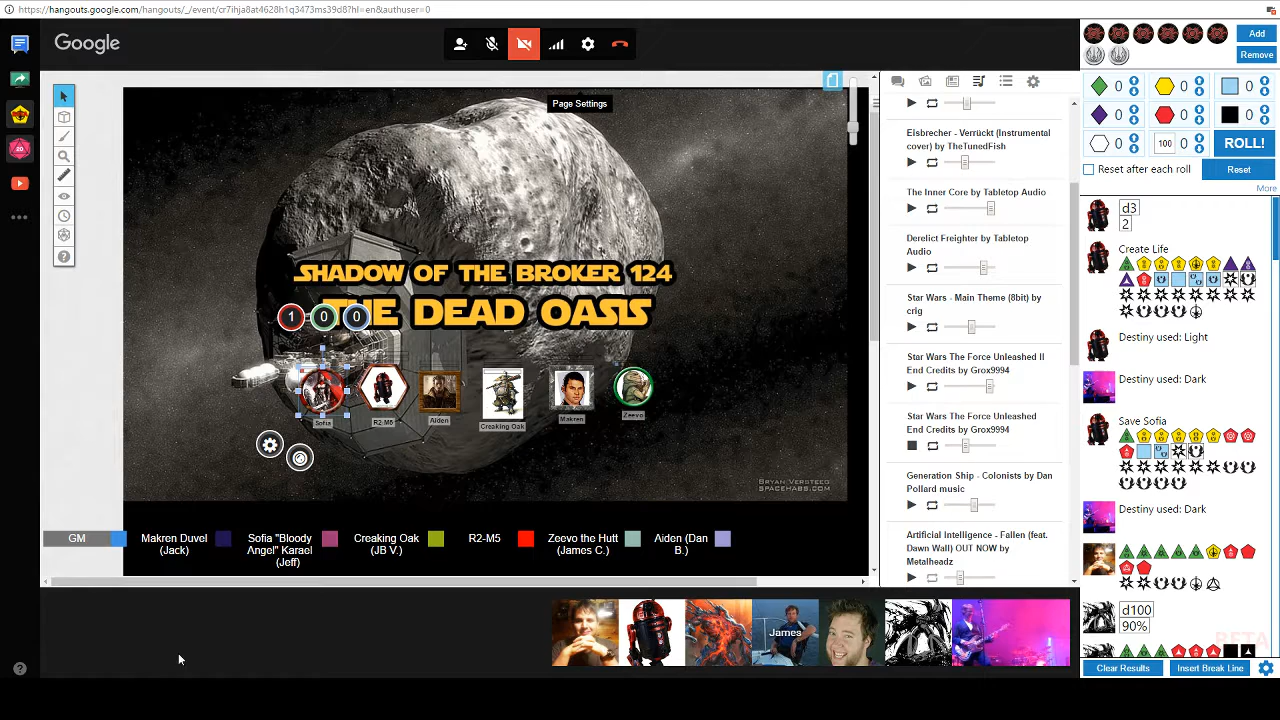 https://hangouts.google.com/hangouts/_/event/cr7ihja8at4628h1q3473ms39d8?hl=en&authuser=0
Google
Page Settings
SHADOW OF THE BROKER 124
THE DEAD OASIS
1 0 0
Sofia
R2-M5
Aiden
Creaking Oak
Makren
Zeevo
BRYAN VERSTEEG
SPACEHABS.COM
GM
Makren Duvel
(Jack)
Sofia "Bloody
Angel" Karael
(Jeff)
Creaking Oak
(JB V.)
R2-M5
Zeevo the Hutt
(James C.)
Aiden (Dan
B.)
Eisbrecher - Verrückt (Instrumental
cover) by TheTunedFish
The Inner Core by Tabletop Audio
Derelict Freighter by Tabletop
Audio
Star Wars - Main Theme (8bit) by
crig
Star Wars The Force Unleashed II
End Credits by Grox9994
Star Wars The Force Unleashed
End Credits by Grox9994
Generation Ship - Colonists by Dan
Pollard music
Artificial Intelligence - Fallen (feat.
Dawn Wall) OUT NOW by
Metalheadz
James
Add
Remove
0 0 0
0 0 0
0 100 0
ROLL!
Reset after each roll
Reset
More
d3
2
Create Life
Destiny used: Light
Destiny used: Dark
Save Sofia
Destiny used: Dark
d100
90%
BETA
Clear Results
Insert Break Line